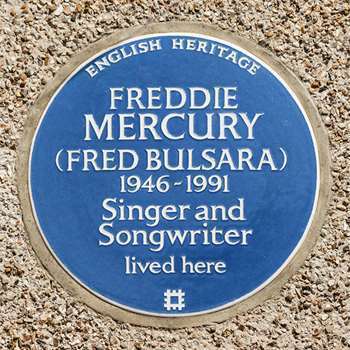 ENGLISH HERITAGE
FREDDIE
MERCURY
(FRED BULSARA)
1946-1991
Singer and
Songwriter
lived here